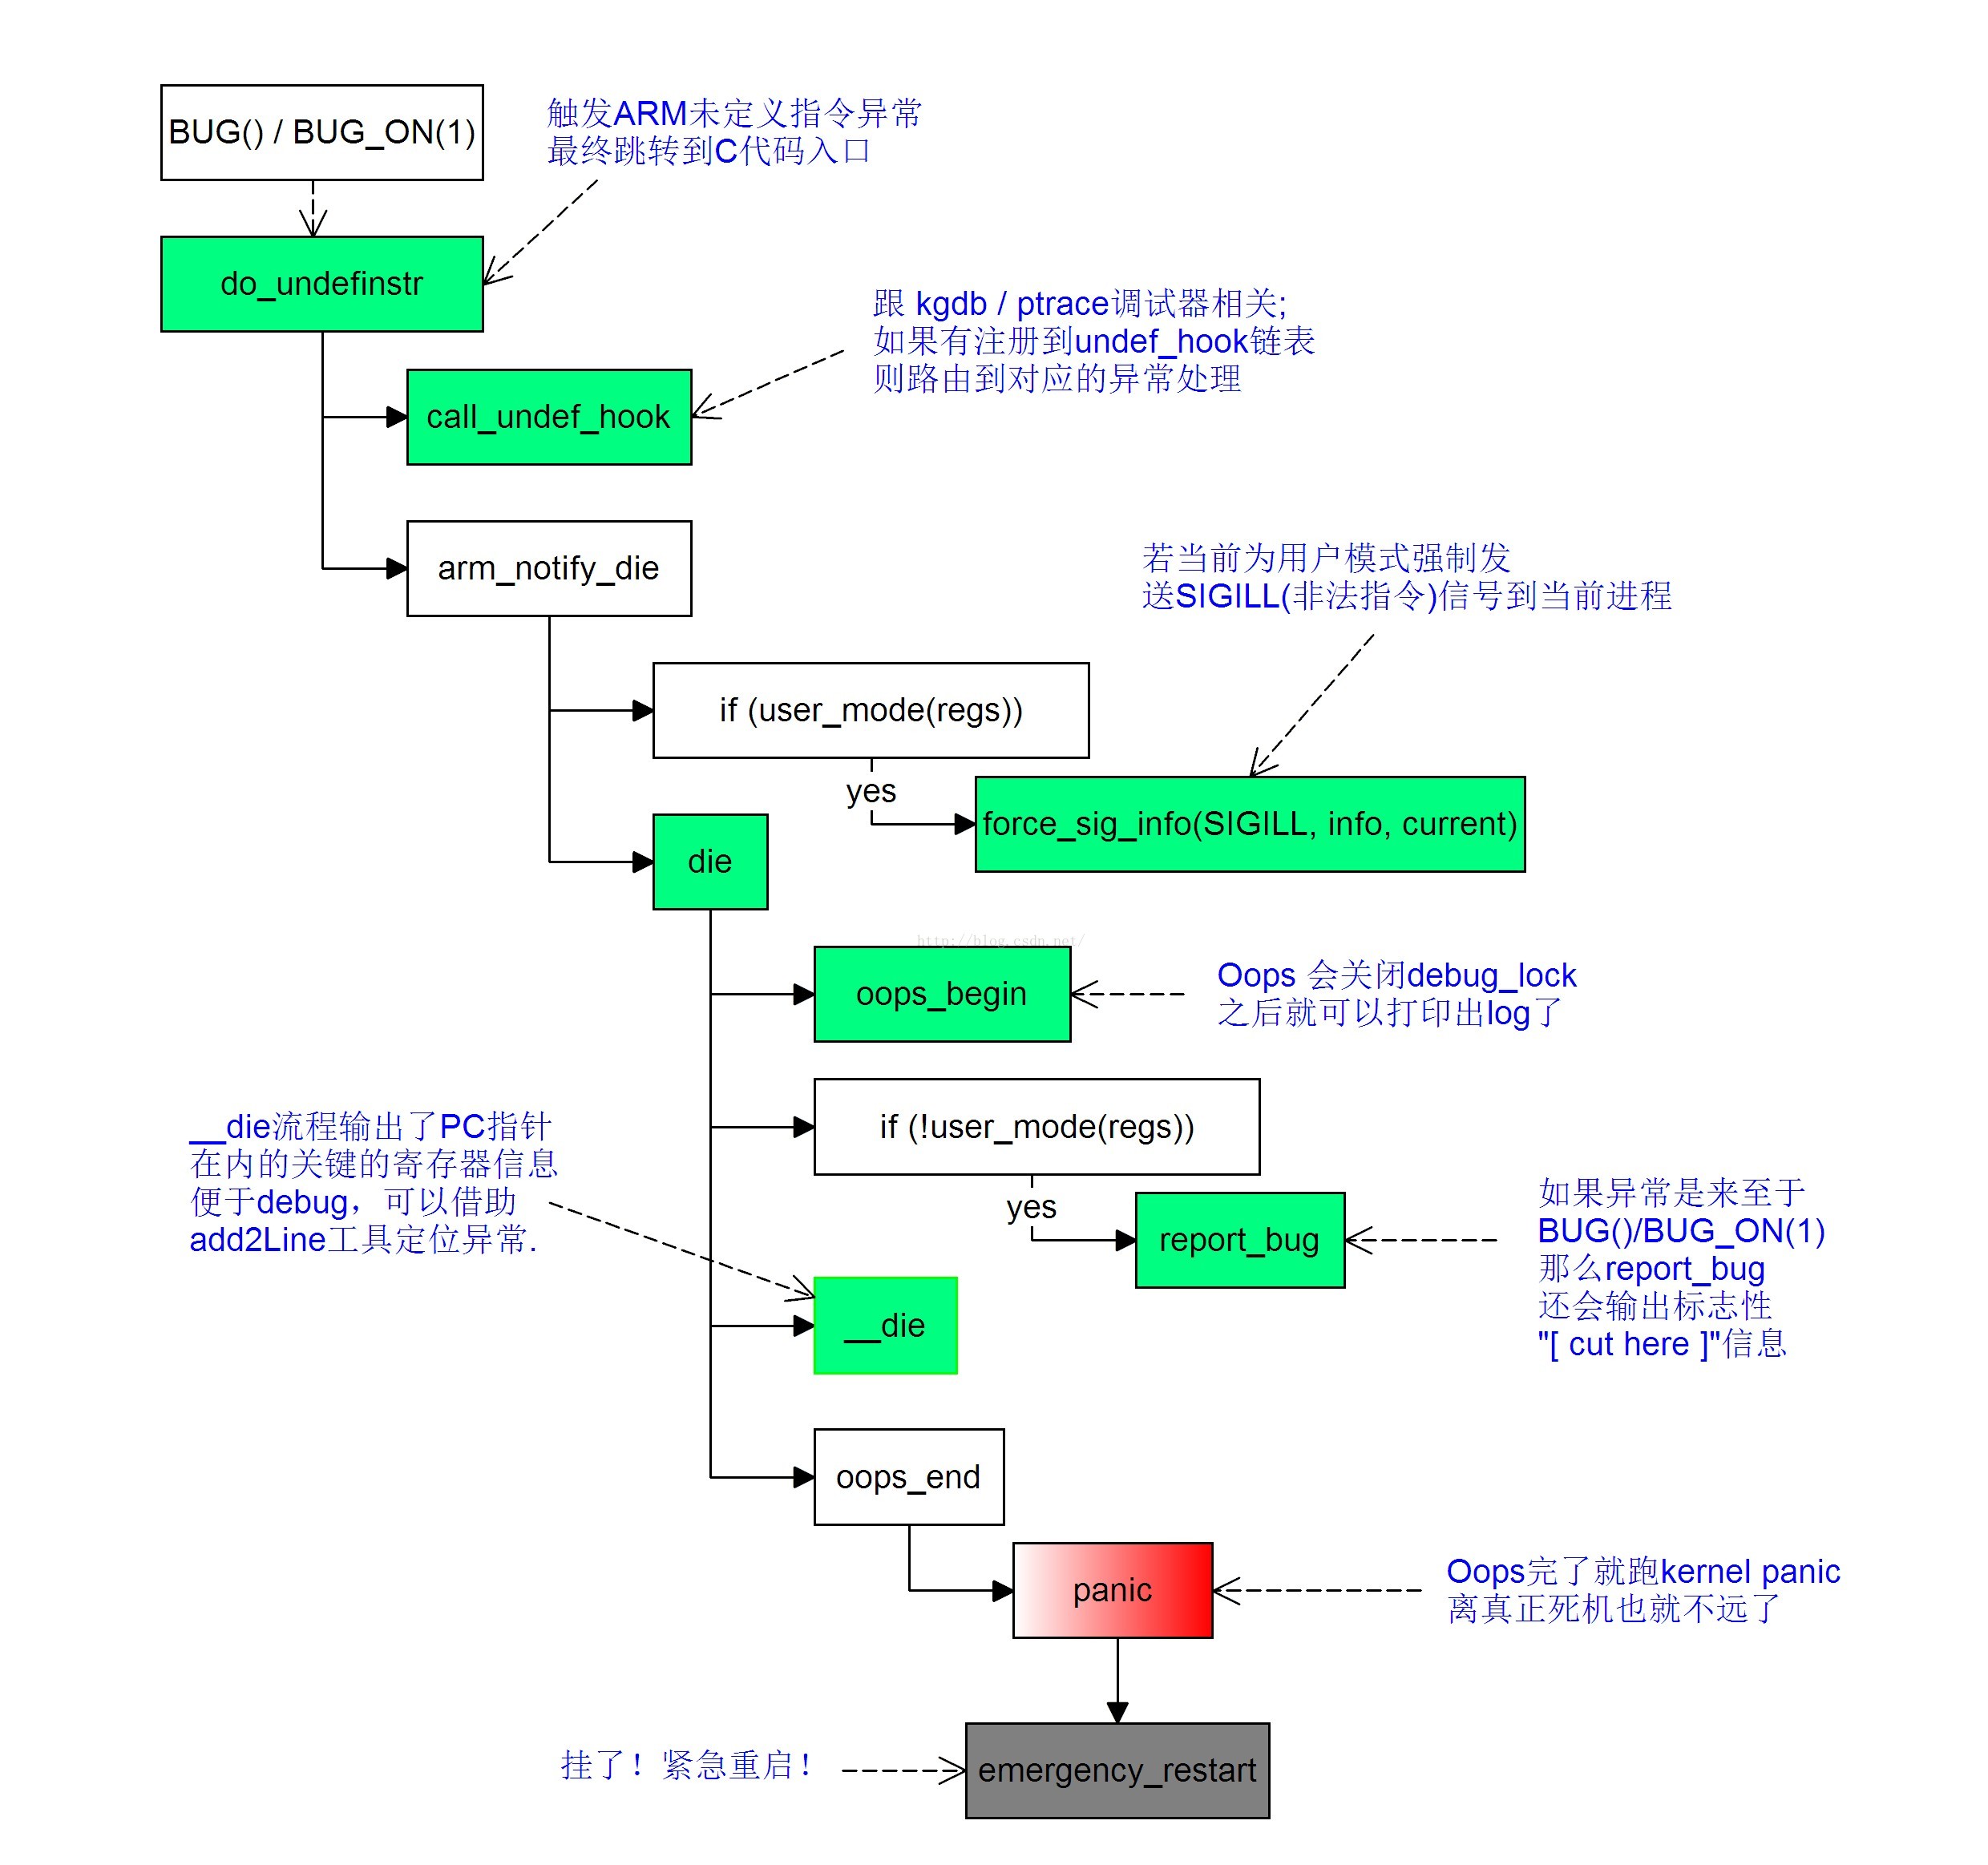 BUG() / BUG_ON(1)
触发ARM未定义指令异常
最终跳转到C代码入口
do_undefinstr
跟 kgdb / ptrace调试器相关;
如果有注册到undef_hook链表
则路由到对应的异常处理
call_undef_hook
arm_notify_die
若当前为用户模式强制发
送SIGILL(非法指令)信号到当前进程
if (user_mode(regs))
yes
force_sig_info(SIGILL, info, current)
die
http://blog.csdn.net/
oops_begin
Oops 会关闭debug_lock
之后就可以打印出log了
__die流程输出了PC指针
在内的关键的寄存器信息
便于debug，可以借助
add2Line工具定位异常.
if (!user_mode(regs))
yes
report_bug
如果异常是来至于
BUG()/BUG_ON(1)
那么report_bug
还会输出标志性
"[ cut here ]"信息
__die
oops_end
panic
Oops完了就跑kernel panic
离真正死机也就不远了
挂了！紧急重启！
emergency_restart